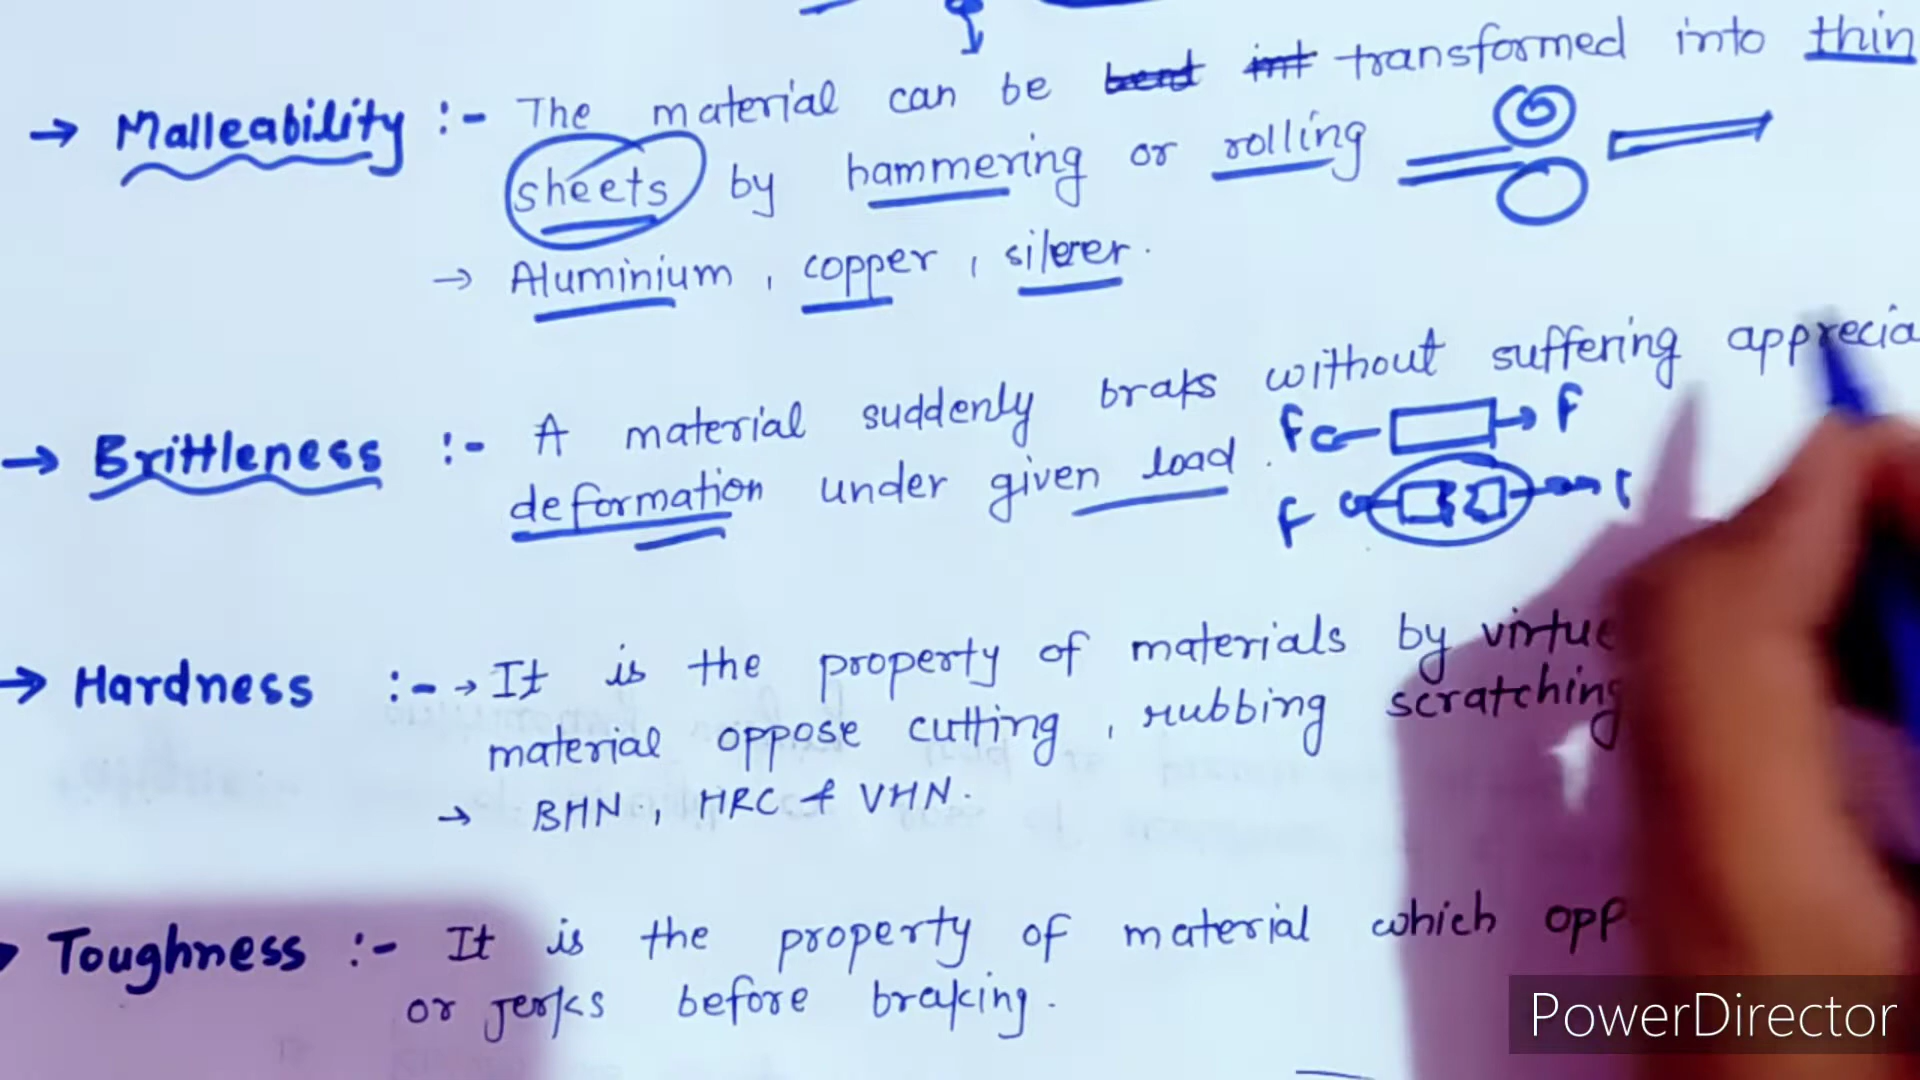 → Malleability :- The material can be bent int transformed into thin
sheets by hammering or rolling
→ Aluminium, copper, silver.
→ Brittleness :- A material suddenly braks without suffering apprecia
deformation under given load.
F F
F F
→ Hardness :- → It is the property of materials by virtue
material oppose cutting, rubbing scratching
→ BHN, HRC & VHN.
Toughness :- It is the property of material which opp
or jerks before braking.
PowerDirector